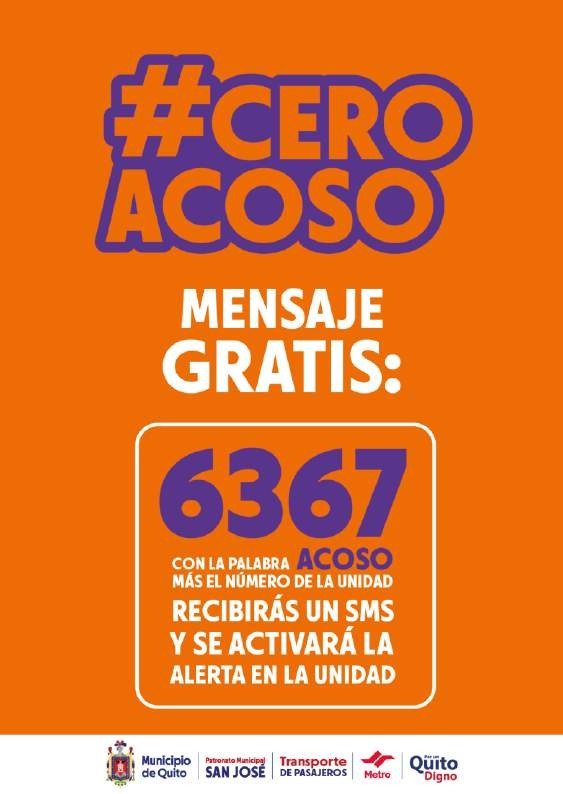 #CERO
ACOSO
MENSAJE
GRATIS:
6367
CON LA PALABRA ACOSO
MÁS EL NÚMERO DE LA UNIDAD
RECIBIRÁS UN SMS
Y SE ACTIVARÁ LA
ALERTA EN LA UNIDAD
Municipio
de Quito
Patronato Municipal
SAN JOSÉ
Transporte
DE PASAJEROS
Metro
Por un
Quito
Digno